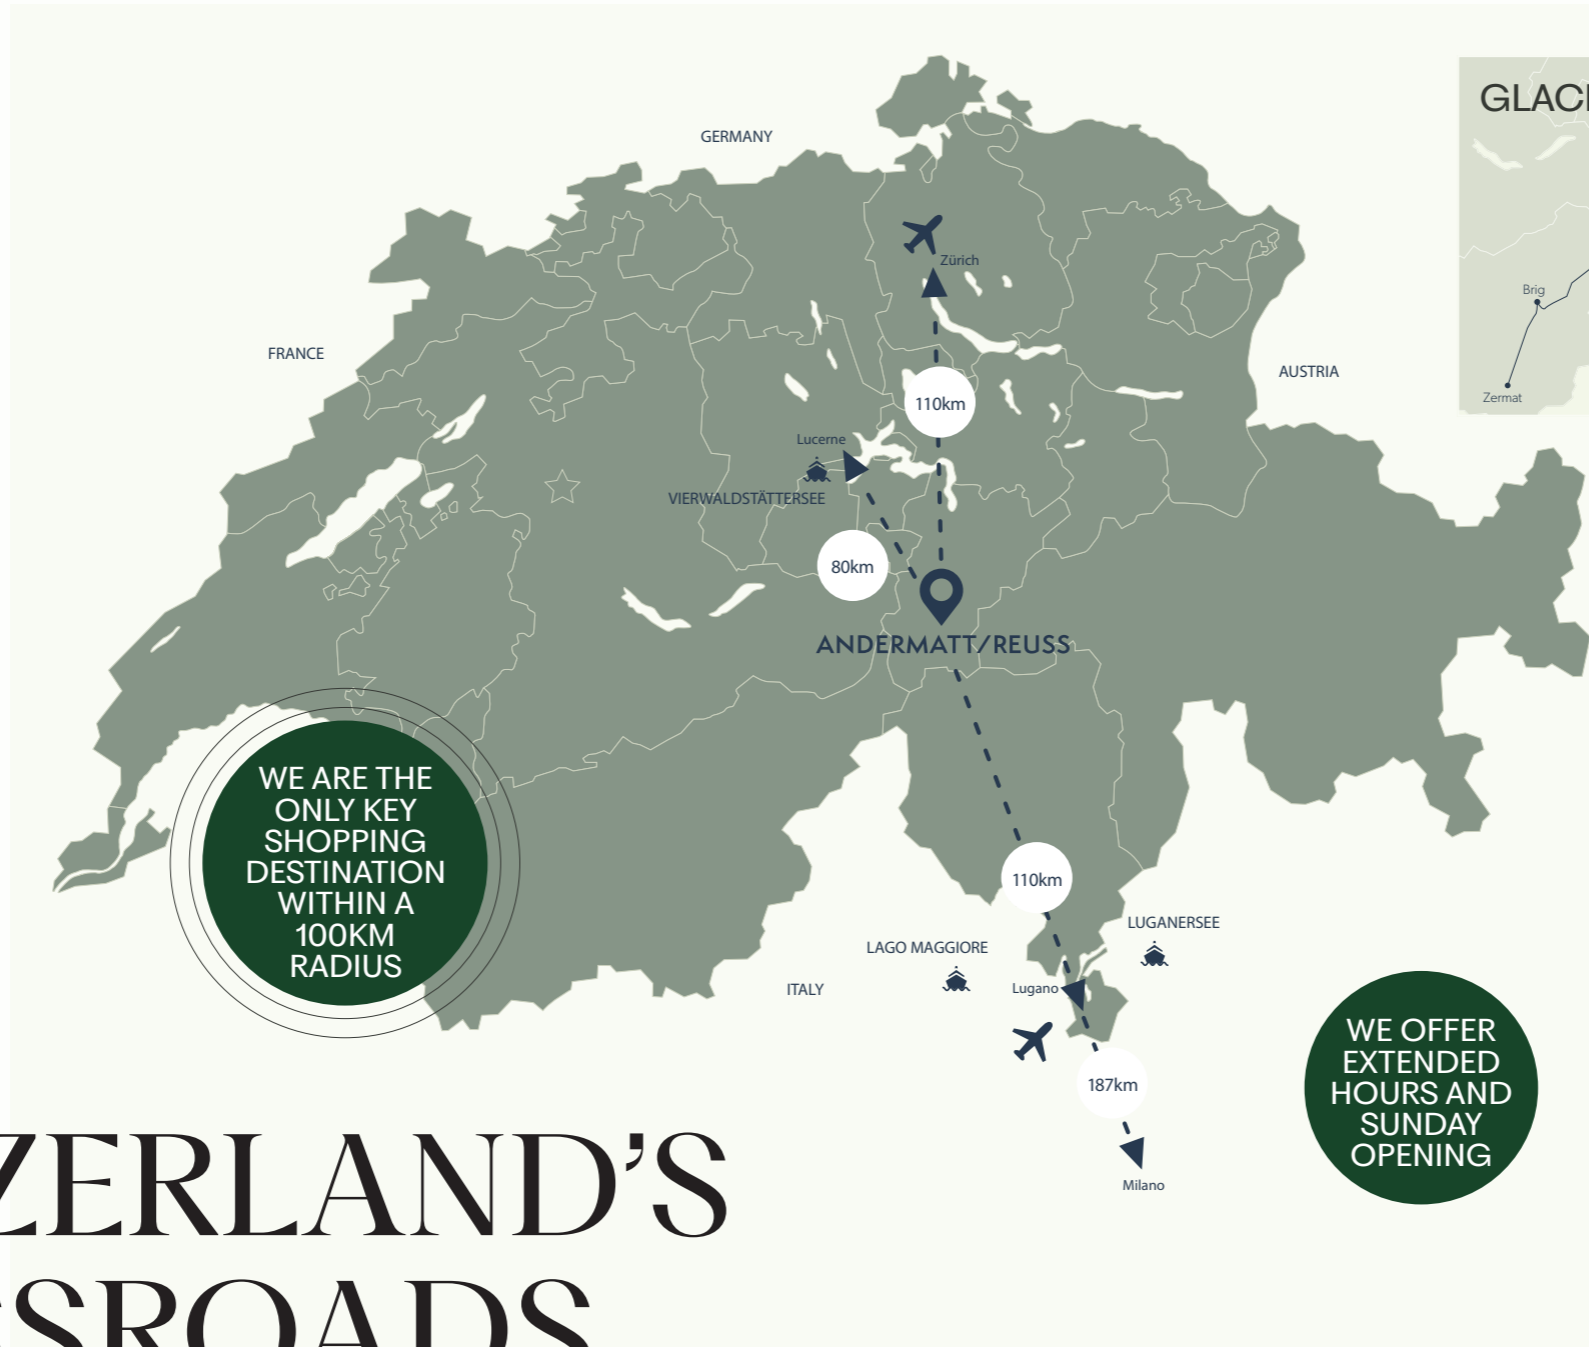 GERMANY
GLACI
Zürich
Brig
FRANCE
AUSTRIA
Zermat
110km
Lucerne
VIERWALDSTÄTTERSEE
80km
ANDERMATT/REUSS
WE ARE THE
ONLY KEY
SHOPPING
DESTINATION
WITHIN A
100KM
RADIUS
110km
LUGANERSEE
LAGO MAGGIORE
Lugano
ITALY
WE OFFER
EXTENDED
HOURS AND
SUNDAY
OPENING
187km
Milano
ZERLAND’S
SSROADS